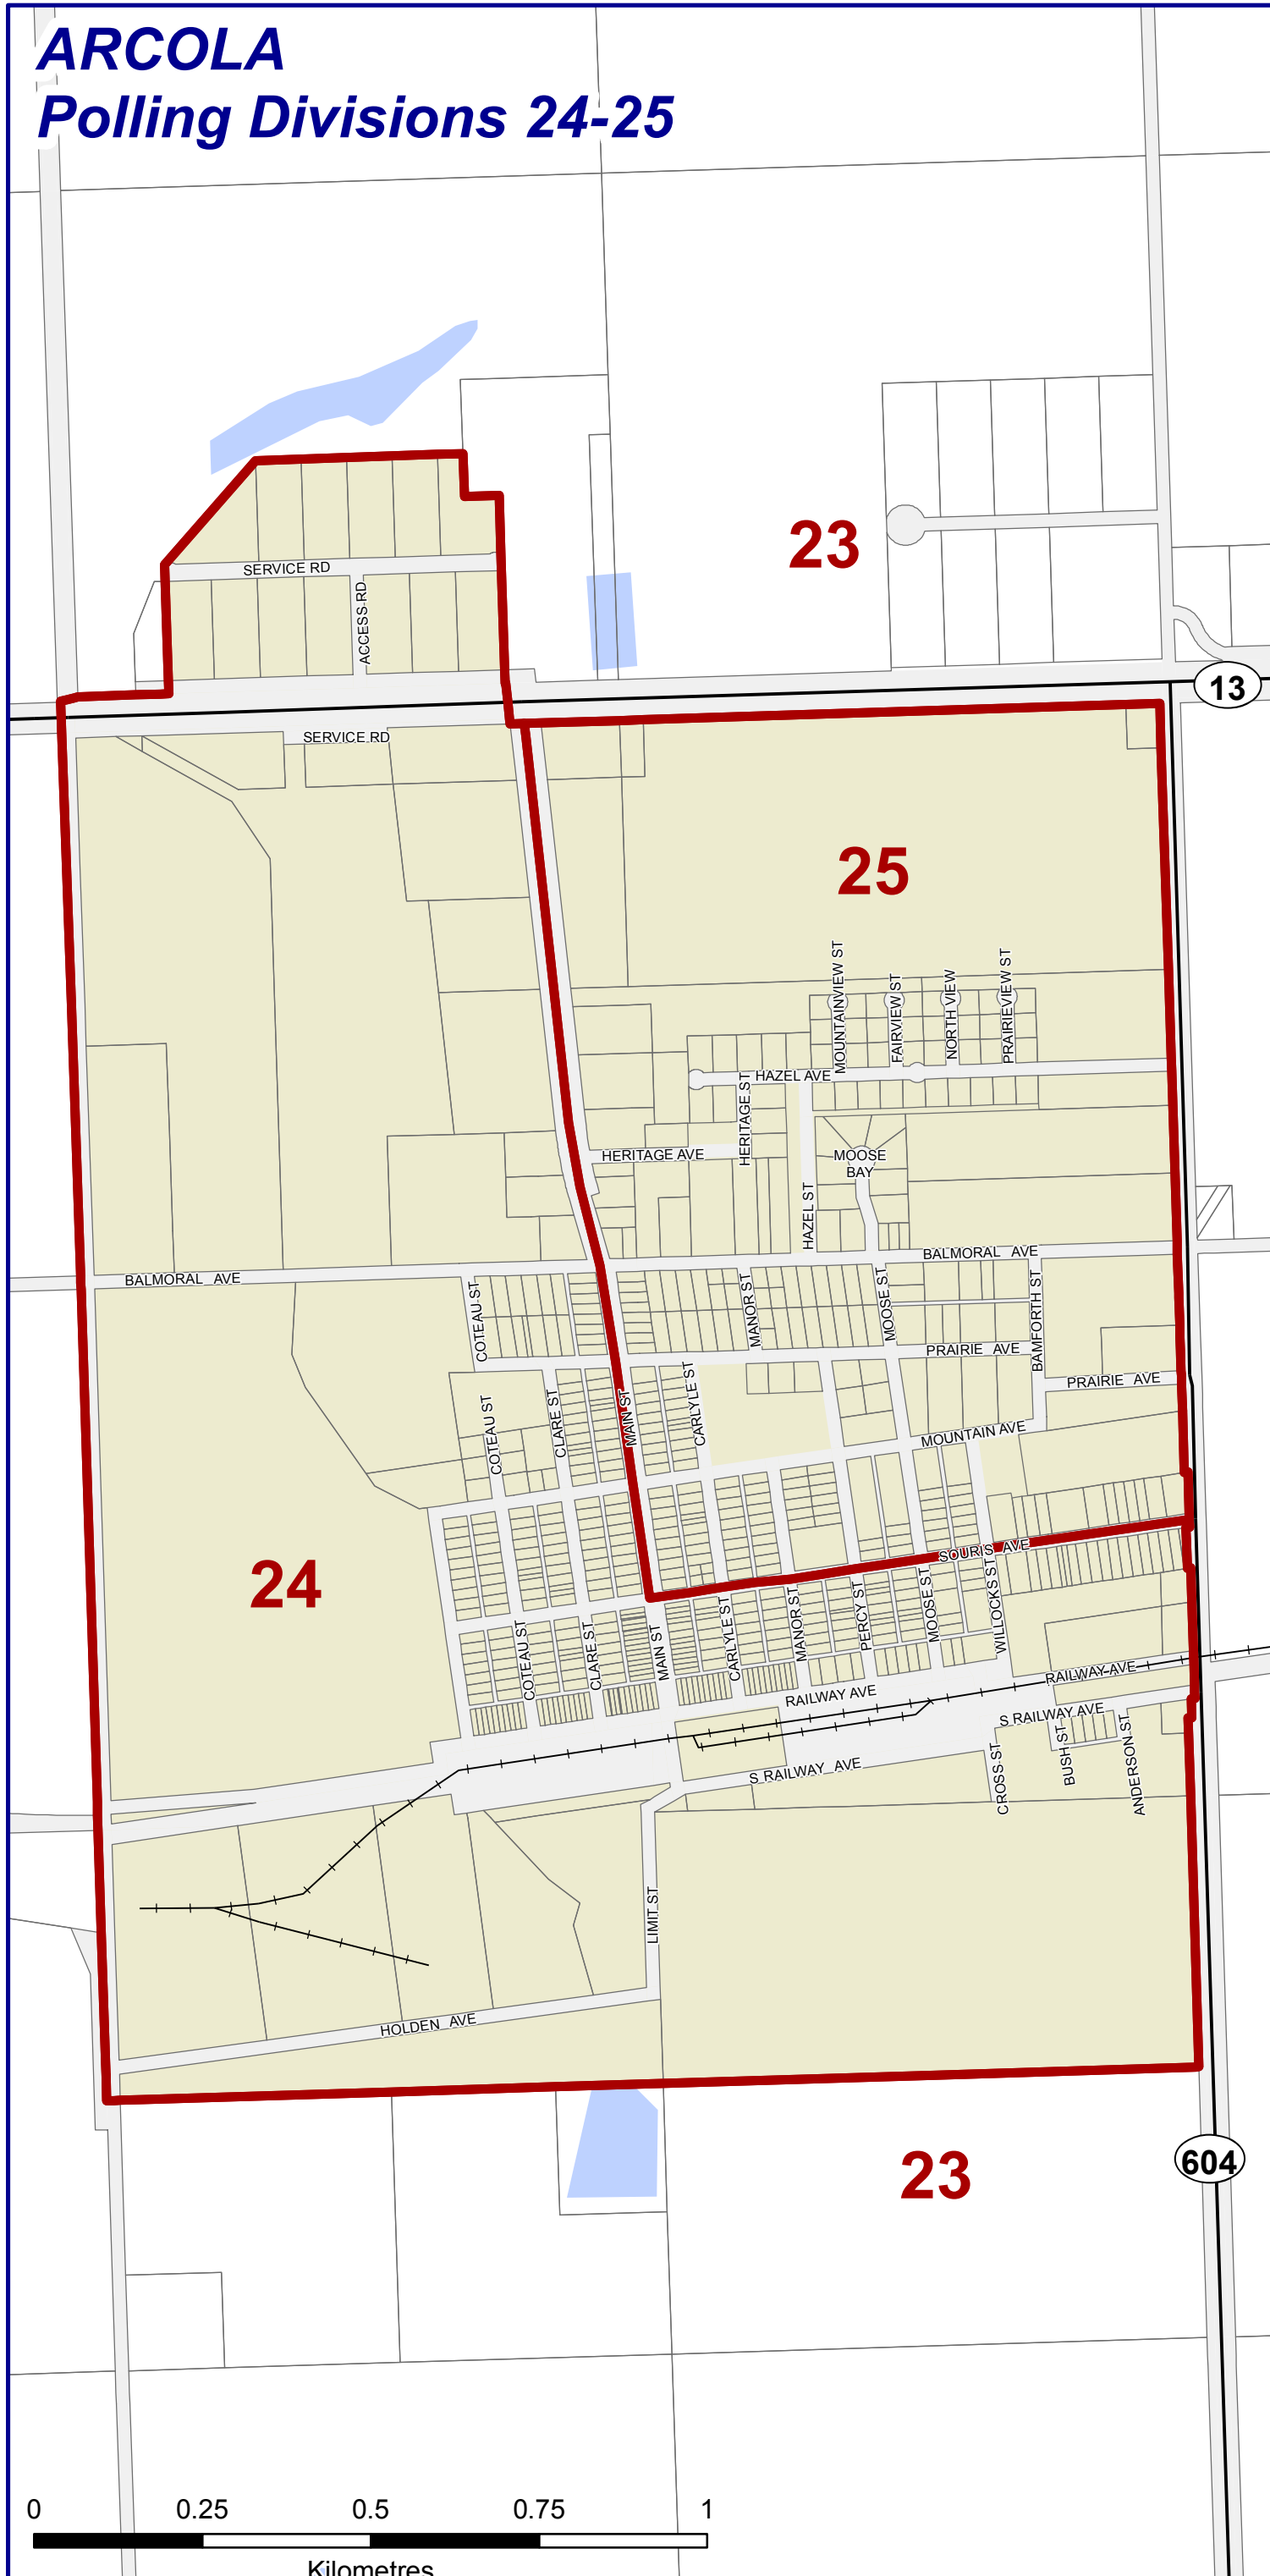 ARCOLA
Polling Divisions 24-25
23
SERVICE RD
ACCESS RD
13
SERVICE RD
25
MOUNTAINVIEW ST
FAIRVIEW ST
NORTH VIEW
PRAIRIEVIEW ST
HAZEL AVE
HERITAGE ST
HERITAGE AVE
MOOSE
BAY
HAZEL ST
BALMORAL AVE
BALMORAL AVE
COTEAU ST
MANOR ST
MOOSE ST
BAMFORTH ST
PRAIRIE AVE
PRAIRIE AVE
COTEAU ST
CLARE ST
MAIN ST
CARLYLE ST
MOUNTAIN AVE
24
SOURIS AVE
COTEAU ST
CLARE ST
MAIN ST
CARLYLE ST
MANOR ST
PERCY ST
MOOSE ST
WILLOCKS ST
RAILWAY AVE
RAILWAY AVE
S RAILWAY AVE
S RAILWAY AVE
CROSS ST
BUSH ST
ANDERSON ST
LIMIT ST
HOLDEN AVE
604
23
0 0.25 0.5 0.75 1
Kilometres